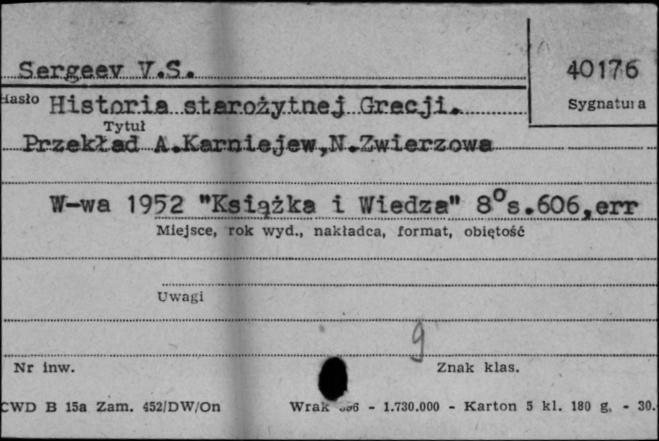 Sergeev V.S.
40176
Hasło Historia starożytnej Grecji.
Sygnatura
Tytuł
Przekład A.Karniejew,N.Zwierzowa
W-wa 1952 "Książka i Wiedza" 8° s.606,err
Miejsce, rok wyd., nakładca, format, objętość
Uwagi
9
Nr inw.
Znak klas.
CWD B 15a Zam. 452/DW/On
Wrak - 1.730.000 - Karton 5 kl. 180 g. - 30.